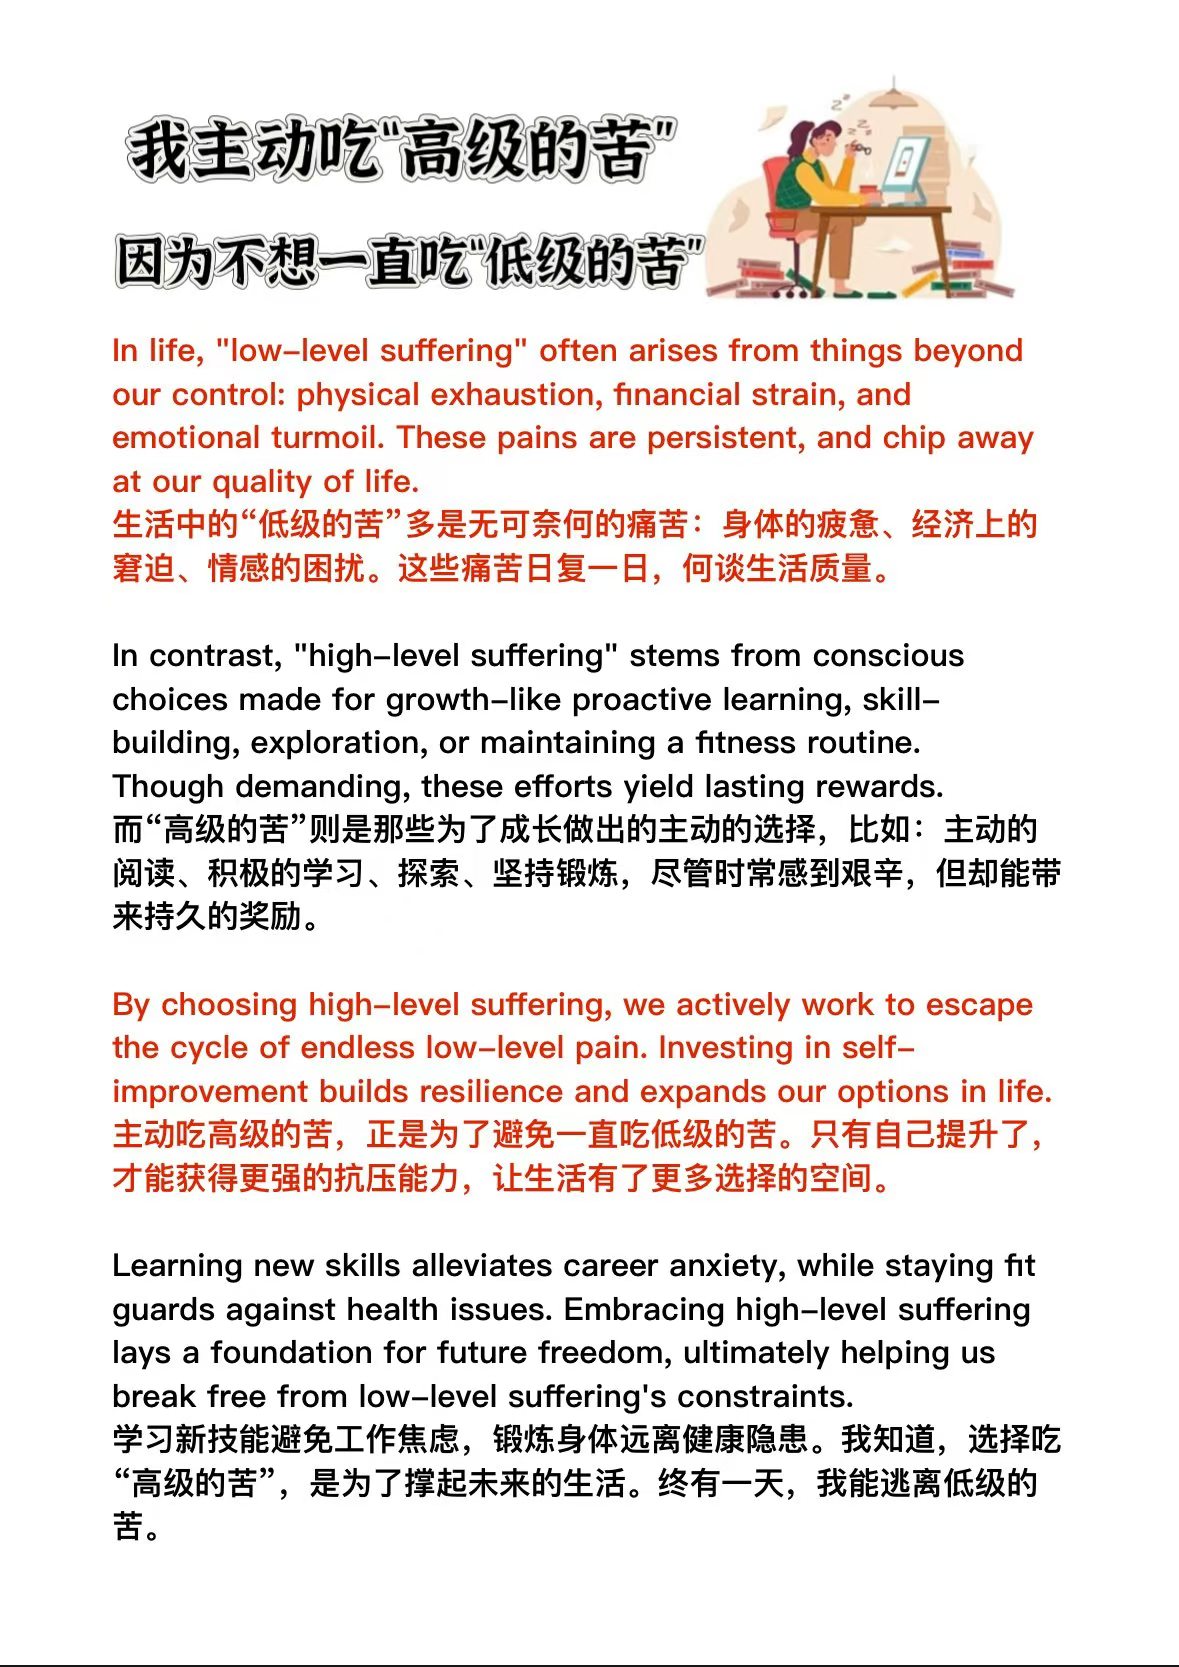 我主动吃“高级的苦”
因为不想一直吃“低级的苦”
In life, "low-level suffering" often arises from things beyond
our control: physical exhaustion, financial strain, and
emotional turmoil. These pains are persistent, and chip away
at our quality of life.
生活中的“低级的苦”多是无可奈何的痛苦：身体的疲惫、经济上的
窘迫、情感的困扰。这些痛苦日复一日，何谈生活质量。
In contrast, "high-level suffering" stems from conscious
choices made for growth-like proactive learning, skill-
building, exploration, or maintaining a fitness routine.
Though demanding, these efforts yield lasting rewards.
而“高级的苦”则是那些为了成长做出的主动的选择，比如：主动的
阅读、积极的学习、探索、坚持锻炼，尽管时常感到艰辛，但却能带
来持久的奖励。
By choosing high-level suffering, we actively work to escape
the cycle of endless low-level pain. Investing in self-
improvement builds resilience and expands our options in life.
主动吃高级的苦，正是为了避免一直吃低级的苦。只有自己提升了，
才能获得更强的抗压能力，让生活有了更多选择的空间。
Learning new skills alleviates career anxiety, while staying fit
guards against health issues. Embracing high-level suffering
lays a foundation for future freedom, ultimately helping us
break free from low-level suffering's constraints.
学习新技能避免工作焦虑，锻炼身体远离健康隐患。我知道，选择吃
“高级的苦”，是为了撑起未来的生活。终有一天，我能逃离低级的
苦。